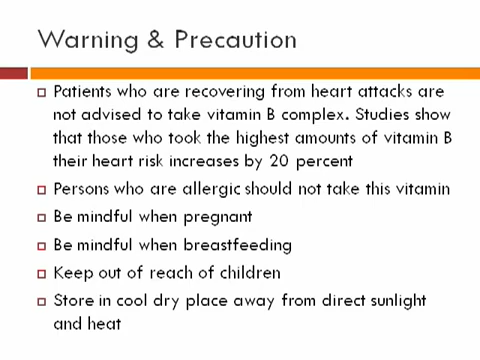 Warning & Precaution
Patients who are recovering from heart attacks are
not advised to take vitamin B complex. Studies show
that those who took the highest amounts of vitamin B
their heart risk increases by 20 percent
Persons who are allergic should not take this vitamin
Be mindful when pregnant
Be mindful when breastfeeding
Keep out of reach of children
Store in cool dry place away from direct sunlight
and heat